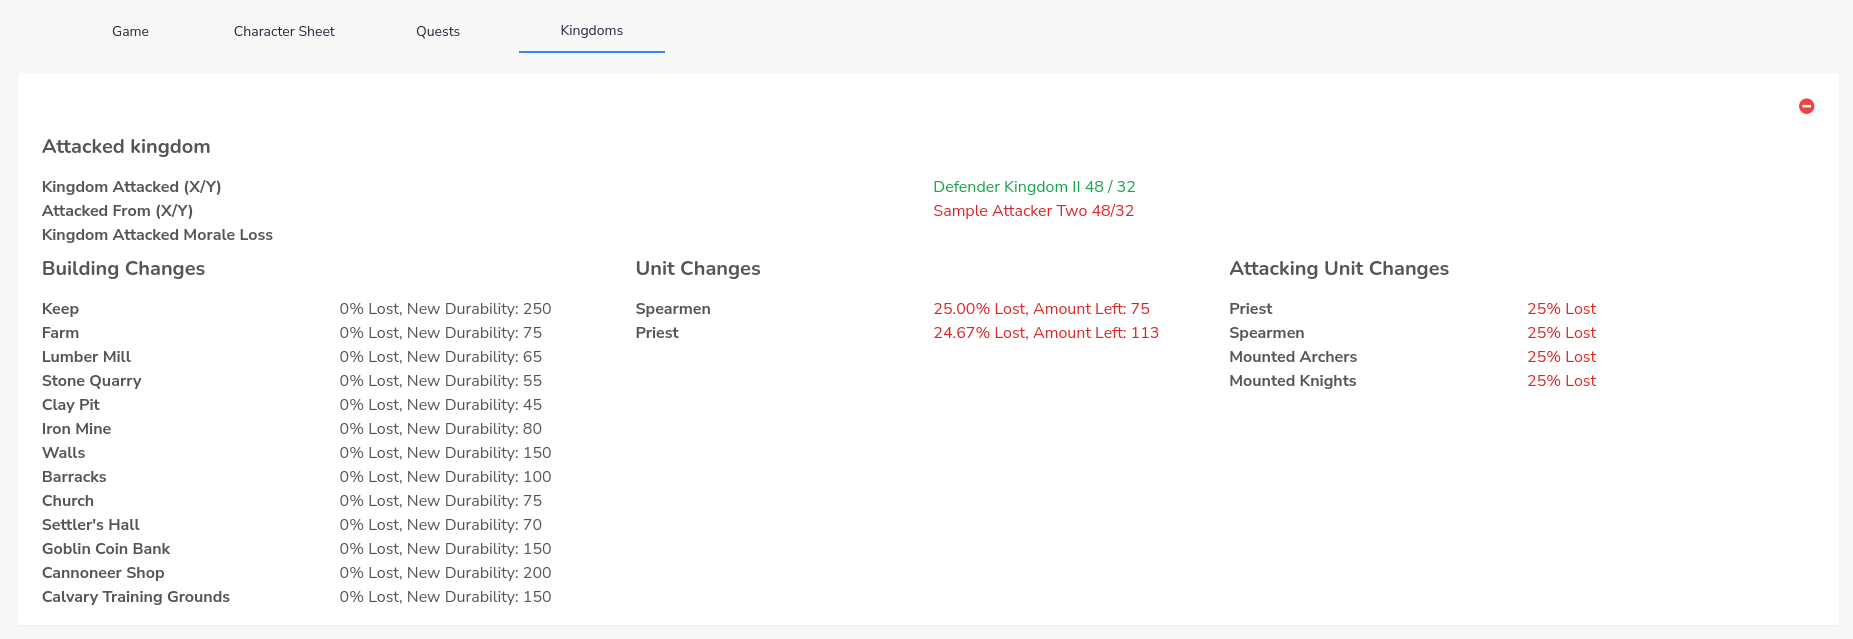 Game Character Sheet Quests Kingdoms
Attacked kingdom
Kingdom Attacked (X/Y) Defender Kingdom II 48 / 32
Attacked From (X/Y) Sample Attacker Two 48/32
Kingdom Attacked Morale Loss
Building Changes
Keep 0% Lost, New Durability: 250
Farm 0% Lost, New Durability: 75
Lumber Mill 0% Lost, New Durability: 65
Stone Quarry 0% Lost, New Durability: 55
Clay Pit 0% Lost, New Durability: 45
Iron Mine 0% Lost, New Durability: 80
Walls 0% Lost, New Durability: 150
Barracks 0% Lost, New Durability: 100
Church 0% Lost, New Durability: 75
Settler's Hall 0% Lost, New Durability: 70
Goblin Coin Bank 0% Lost, New Durability: 150
Cannoneer Shop 0% Lost, New Durability: 200
Calvary Training Grounds 0% Lost, New Durability: 150
Unit Changes
Spearmen 25.00% Lost, Amount Left: 75
Priest 24.67% Lost, Amount Left: 113
Attacking Unit Changes
Priest 25% Lost
Spearmen 25% Lost
Mounted Archers 25% Lost
Mounted Knights 25% Lost